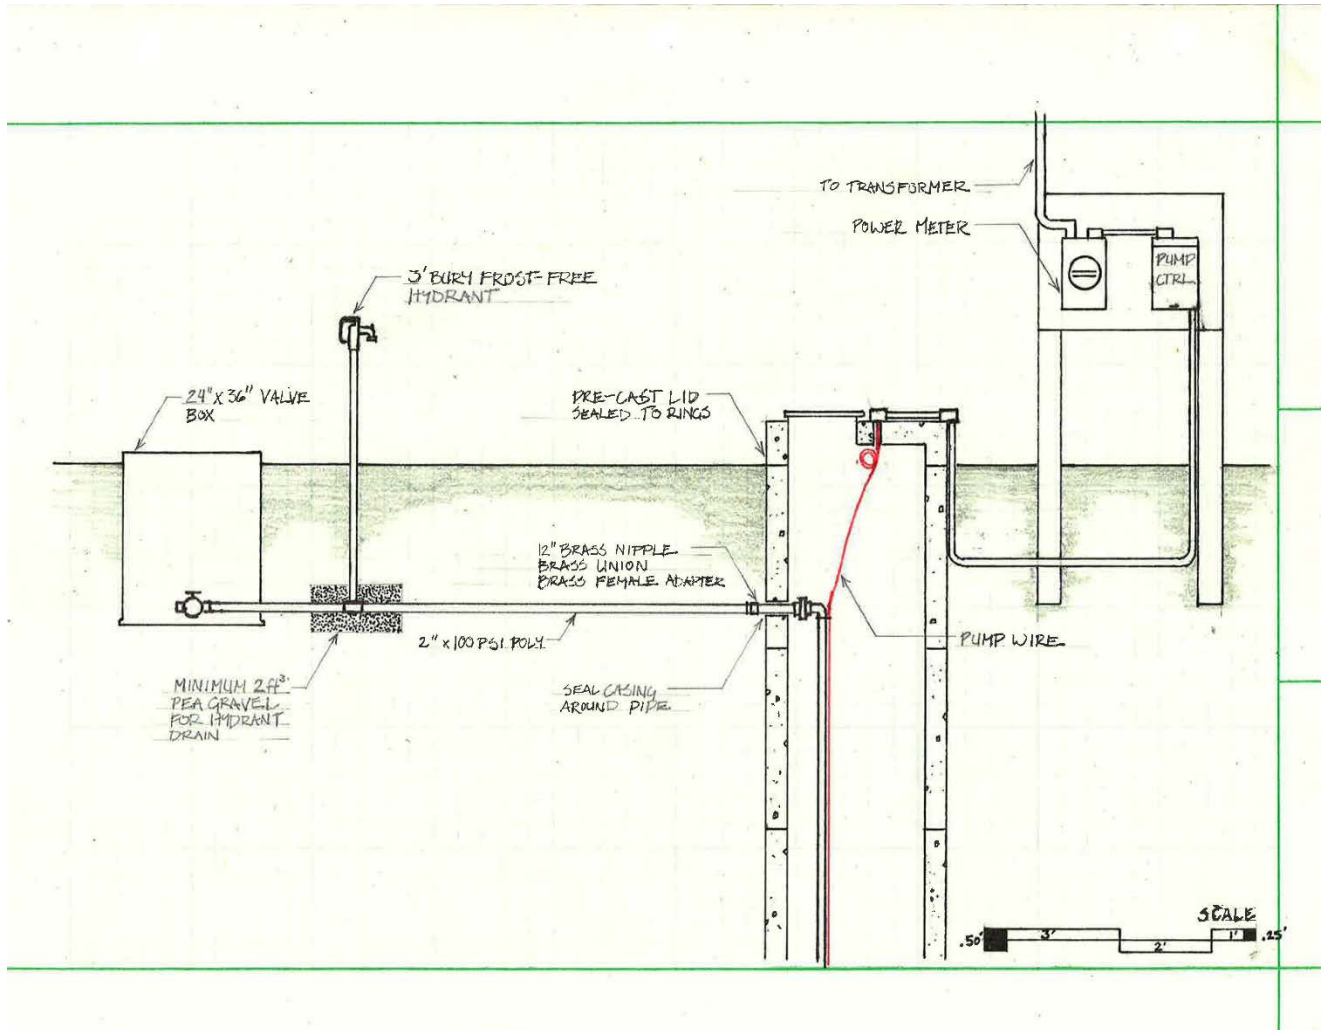 TO TRANSFORMER
POWER METER
PUMP
CTRL
3' BURY FROST-FREE
HYDRANT
24" x 36" VALVE
BOX
PRE-CAST LID
SEALED TO RINGS
12" BRASS NIPPLE
BRASS UNION
BRASS FEMALE ADAPTER
2" x 100 PSI POLY
PUMP WIRE
MINIMUM 2ft³
PEA GRAVEL
FOR HYDRANT
DRAIN
SEAL CASING
AROUND PIPE
SCALE
.50' 3' 2' 1' .25'